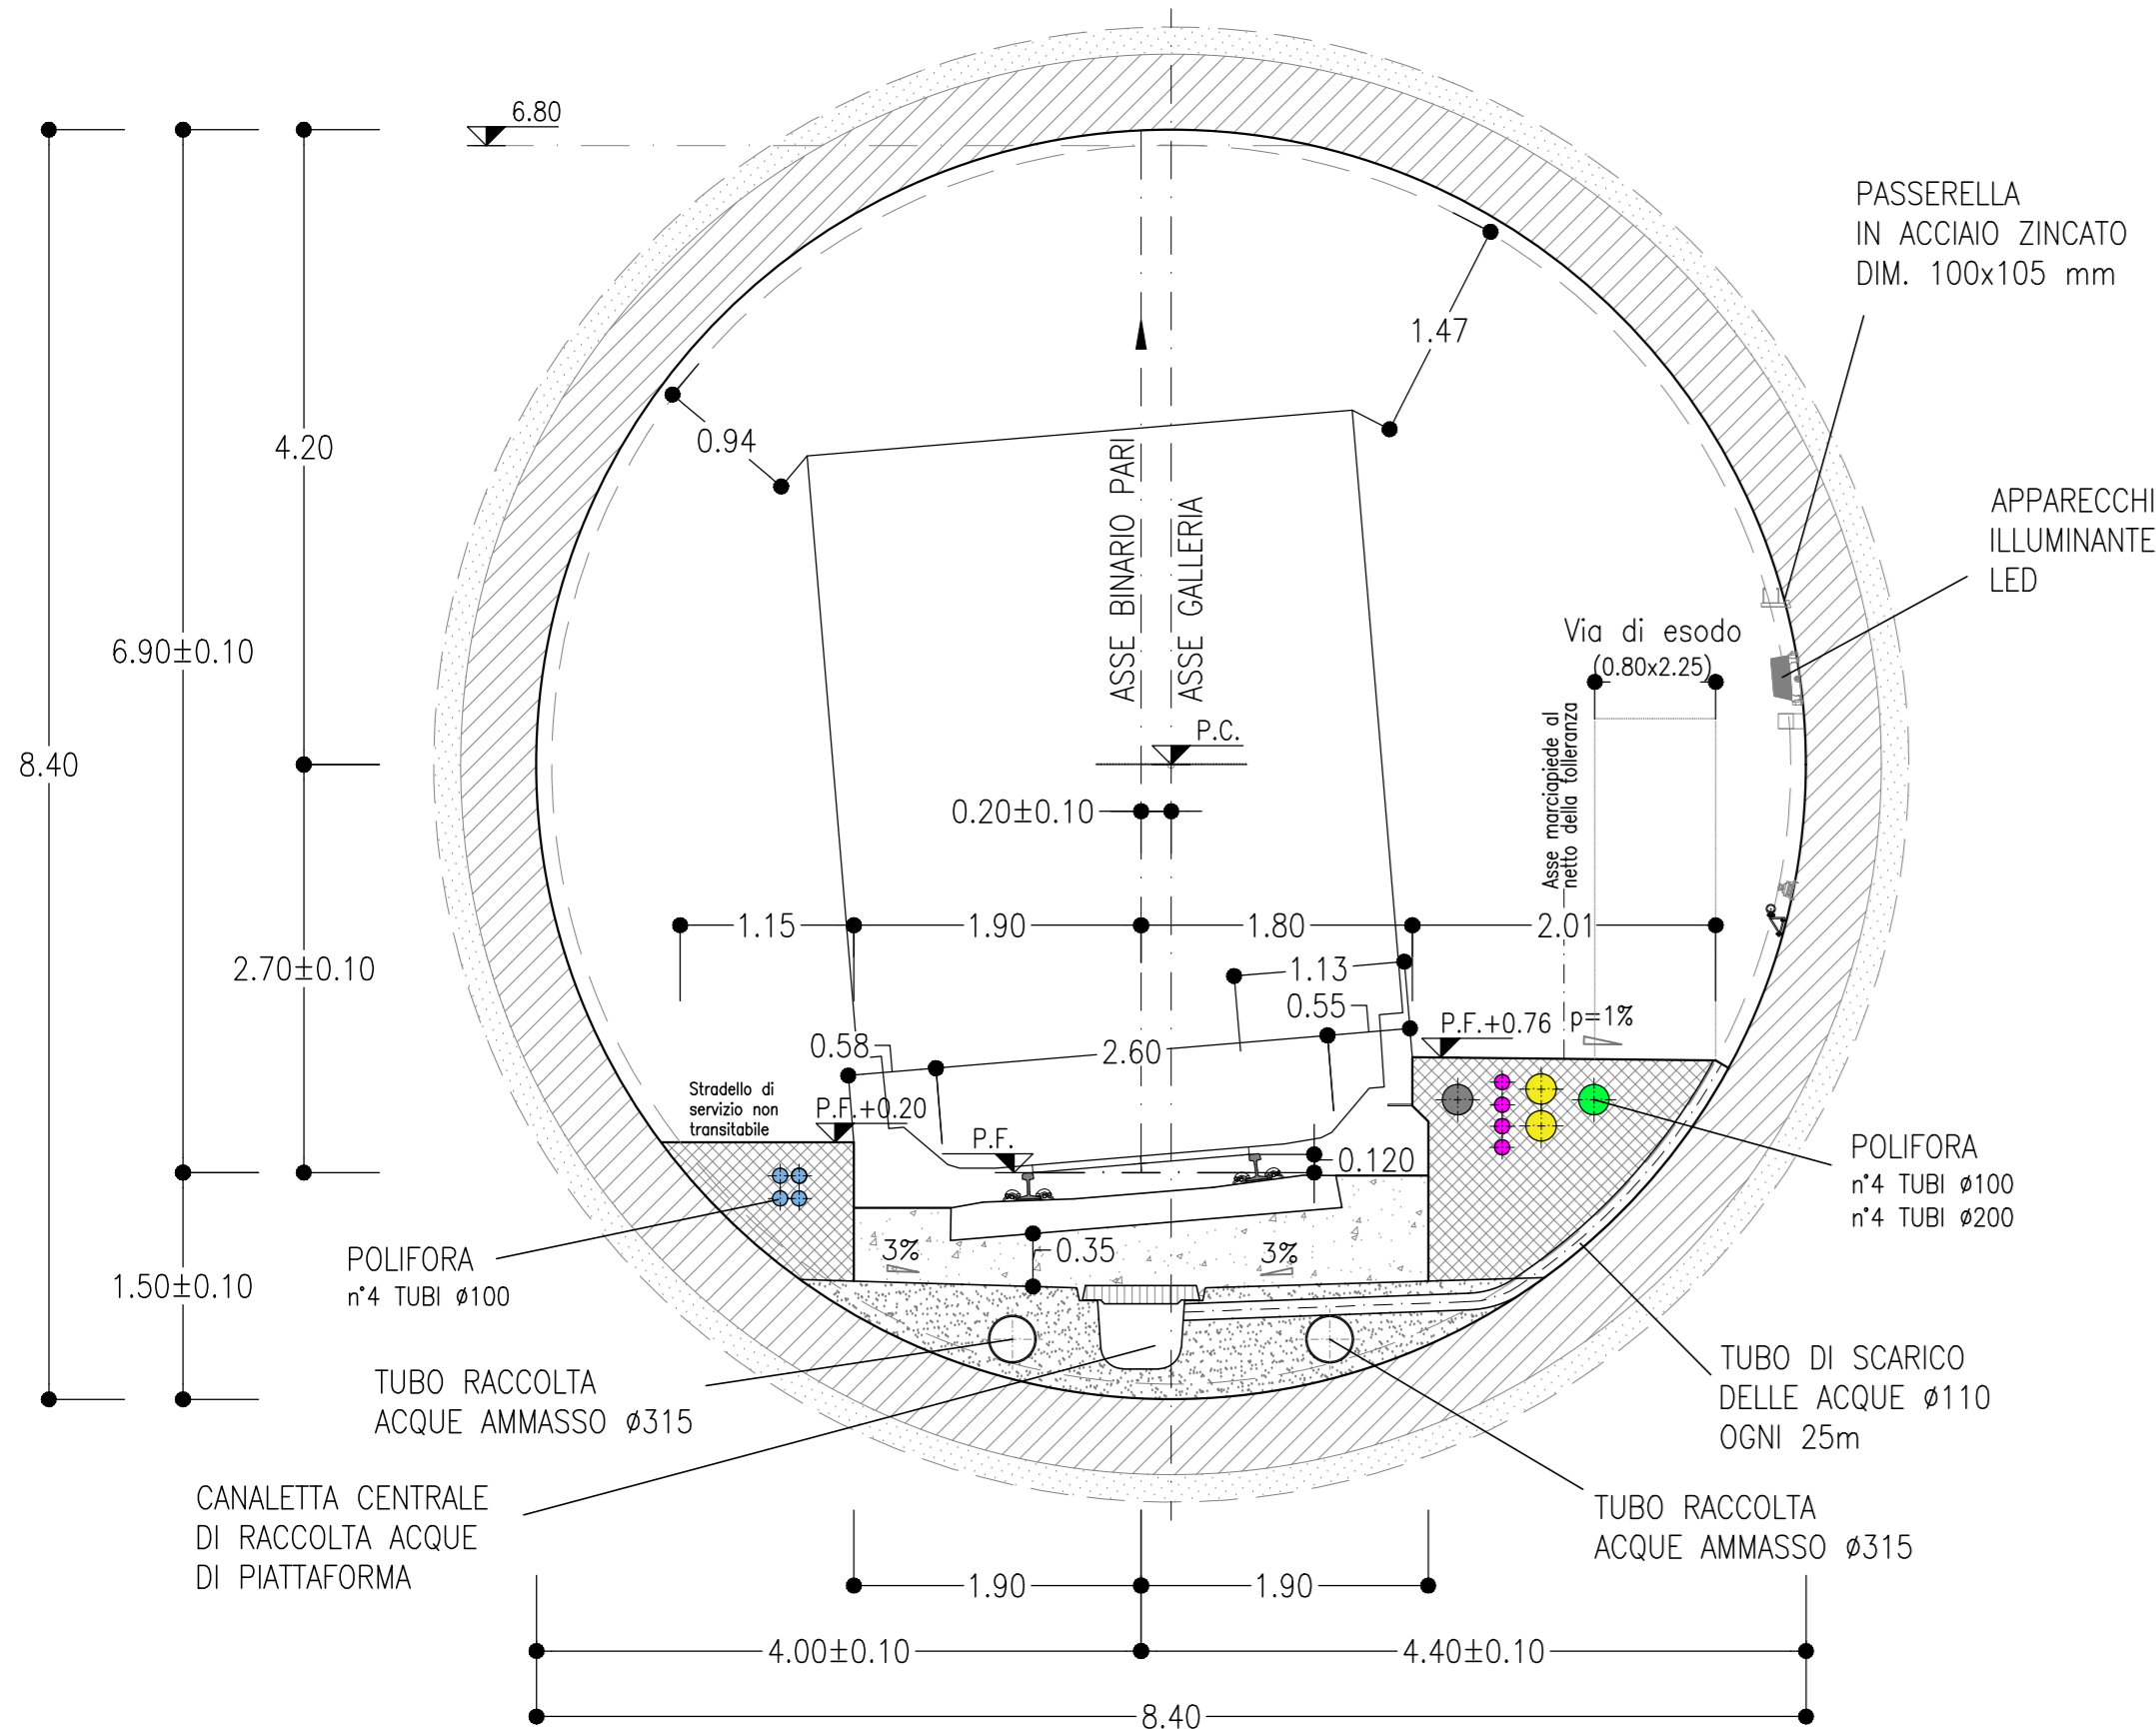 6.80
PASSERELLA
IN ACCIAIO ZINCATO
DIM. 100x105 mm
1.47
0.94
4.20
ASSE BINARIO PARI
ASSE GALLERIA
APPARECCHI
ILLUMINANTE
LED
Via di esodo
(0.80x2.25)
6.90±0.10
8.40
P.C.
Asse marciapiede al
netto della tolleranza
0.20±0.10
1.15
1.90
1.80
2.01
2.70±0.10
1.13
0.55
P.F.+0.76
p=1%
0.58
2.60
Stradello di
servizio non
transitabile
P.F.+0.20
P.F.
0.120
POLIFORA
n°4 TUBI ø100
n°4 TUBI ø200
3%
0.35
3%
POLIFORA
n°4 TUBI ø100
1.50±0.10
TUBO RACCOLTA
ACQUE AMMASSO ø315
TUBO DI SCARICO
DELLE ACQUE ø110
OGNI 25m
CANALETTA CENTRALE
DI RACCOLTA ACQUE
DI PIATTAFORMA
TUBO RACCOLTA
ACQUE AMMASSO ø315
1.90
1.90
4.00±0.10
4.40±0.10
8.40